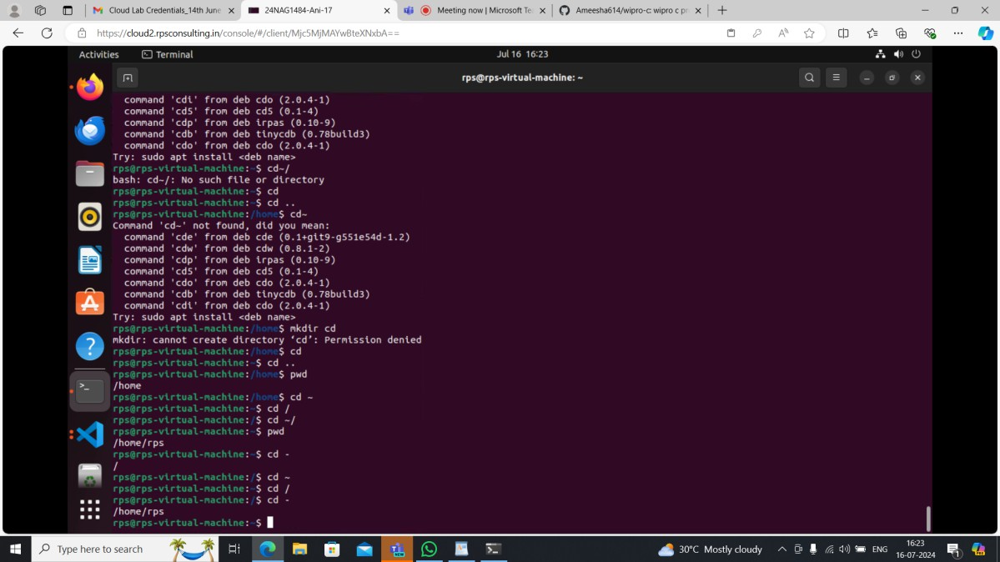 Cloud Lab Credentials_14th June
24NAG1484-Ani-17
Meeting now | Microsoft Te
Ameesha614/wipro-c: wipro c pr
https://cloud2.rpsconsulting.in/console/#/client/Mjc5MjMAYwBteXNxbA==
Activities
Terminal
Jul 16 16:23
rps@rps-virtual-machine: ~
command 'cdi' from deb cdo (2.0.4-1)
command 'cd5' from deb cd5 (0.1-4)
command 'cdp' from deb irpas (0.10-9)
command 'cdb' from deb tinycdb (0.78build3)
command 'cdo' from deb cdo (2.0.4-1)
Try: sudo apt install <deb name>
rps@rps-virtual-machine:~$ cd~/
bash: cd~/: No such file or directory
rps@rps-virtual-machine:~$ cd
rps@rps-virtual-machine:~$ cd ..
rps@rps-virtual-machine:/home$ cd~
Command 'cd~' not found, did you mean:
command 'cde' from deb cde (0.1+git9-g551e54d-1.2)
command 'cdw' from deb cdw (0.8.1-2)
command 'cdp' from deb irpas (0.10-9)
command 'cd5' from deb cd5 (0.1-4)
command 'cdo' from deb cdo (2.0.4-1)
command 'cdb' from deb tinycdb (0.78build3)
command 'cdi' from deb cdo (2.0.4-1)
Try: sudo apt install <deb name>
rps@rps-virtual-machine:/home$ mkdir cd
mkdir: cannot create directory ‘cd’: Permission denied
rps@rps-virtual-machine:/home$ cd
rps@rps-virtual-machine:~$ cd ..
rps@rps-virtual-machine:/home$ pwd
/home
rps@rps-virtual-machine:/home$ cd ~
rps@rps-virtual-machine:~$ cd /
rps@rps-virtual-machine:/$ cd ~/
rps@rps-virtual-machine:~$ pwd
/home/rps
rps@rps-virtual-machine:~$ cd -
/
rps@rps-virtual-machine:/$ cd ~
rps@rps-virtual-machine:~$ cd /
rps@rps-virtual-machine:/$ cd -
/home/rps
rps@rps-virtual-machine:~$
Type here to search
30°C Mostly cloudy
ENG
16:23
16-07-2024
1